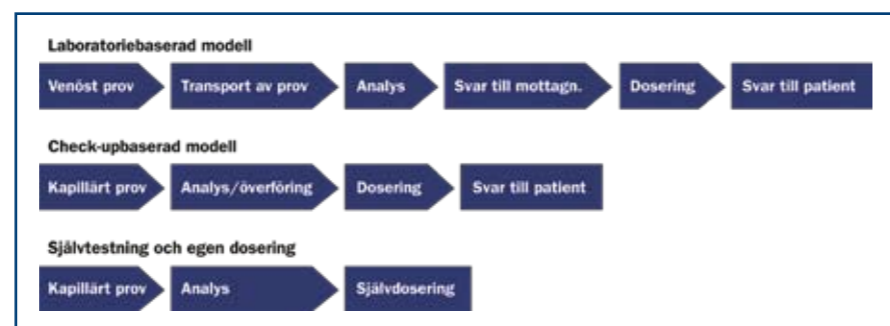 Laboratoriebaserad modell
Venöst prov Transport av prov Analys Svar till mottagn. Dosering Svar till patient
Check-upbaserad modell
Kapillärt prov Analys/överföring Dosering Svar till patient
Självtestning och egen dosering
Kapillärt prov Analys Självdosering